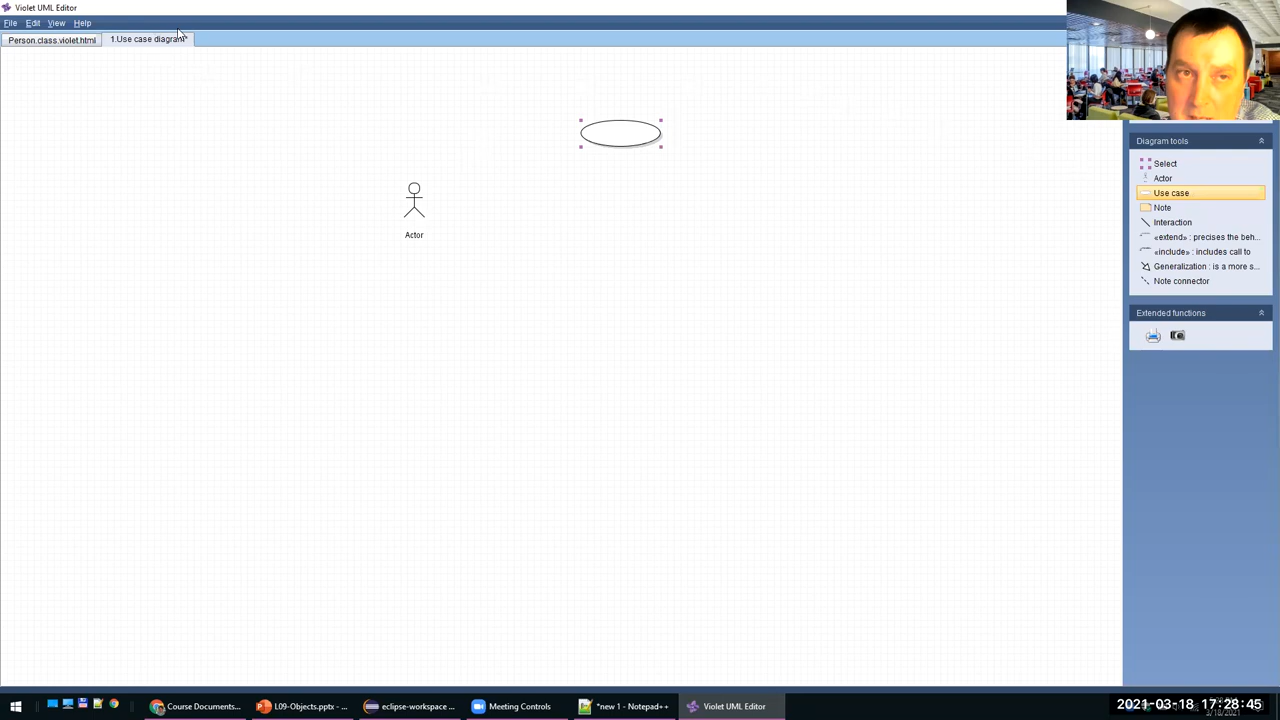 Violet UML Editor
File Edit View Help
Person.class.violet.html
1.Use case diagram*
Actor
Diagram tools
Select
Actor
Use case
Note
Interaction
«extend» : precises the beh...
«include» : includes call to
Generalization : is a more s...
Note connector
Extended functions
Course Documents...
L09-Objects.pptx - ...
eclipse-workspace ...
Meeting Controls
*new 1 - Notepad++
Violet UML Editor
2021-03-18 17:28:45
3/18/2021